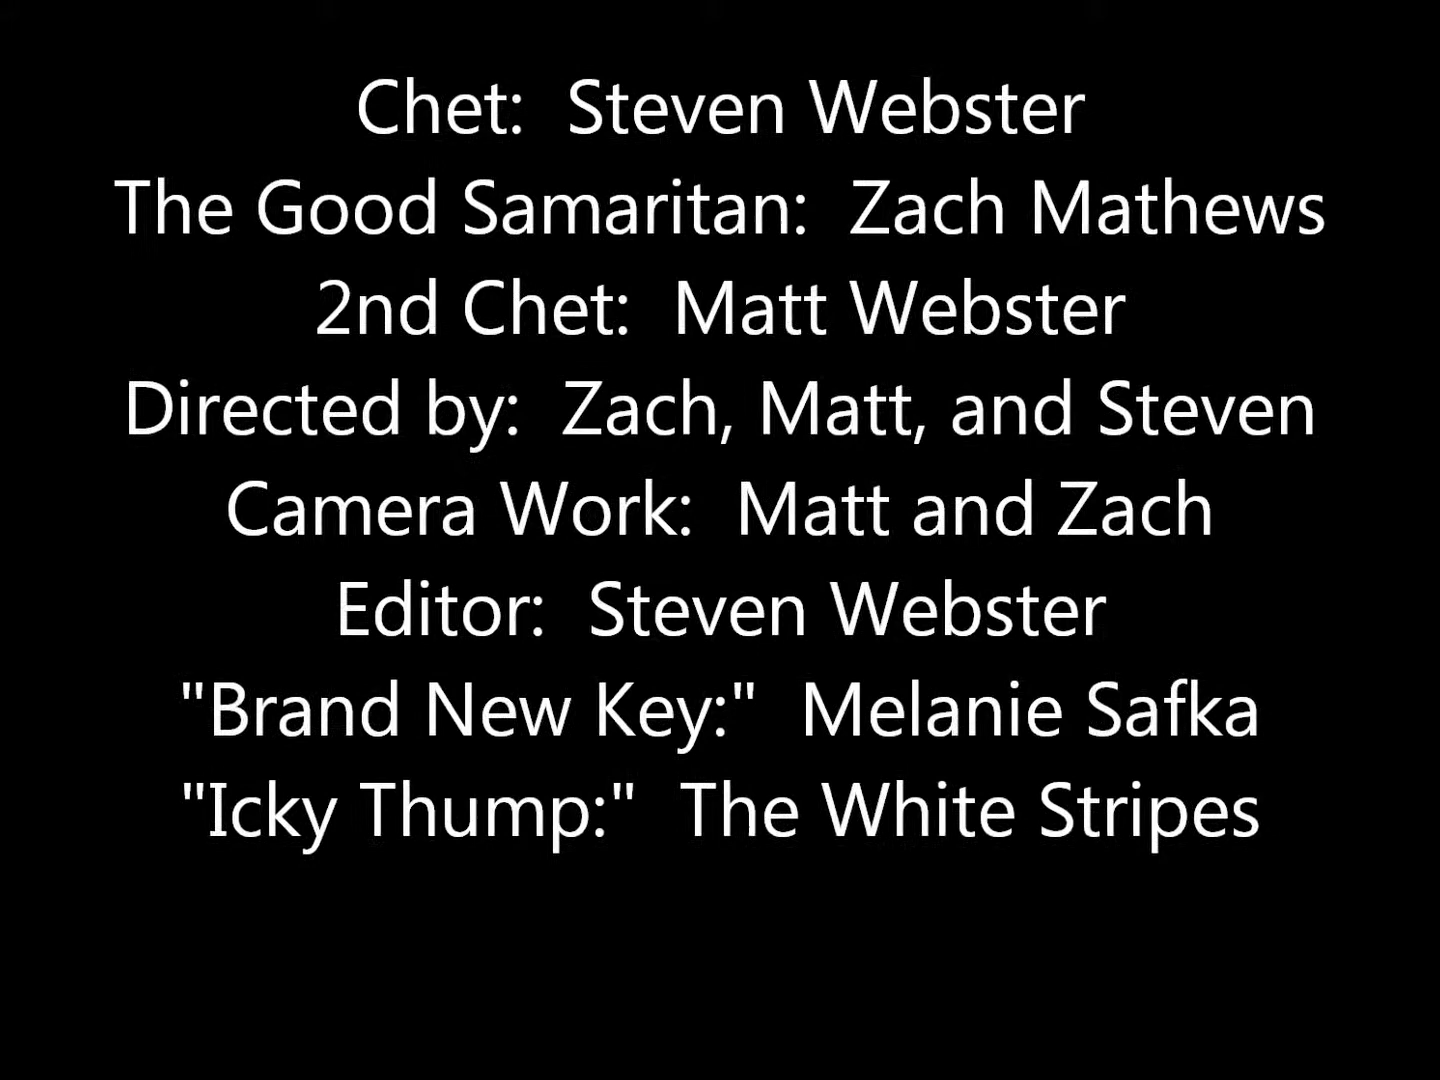 Chet:  Steven Webster
The Good Samaritan:  Zach Mathews
2nd Chet:  Matt Webster
Directed by:  Zach, Matt, and Steven
Camera Work:  Matt and Zach
Editor:  Steven Webster
"Brand New Key:"  Melanie Safka
"Icky Thump:"  The White Stripes